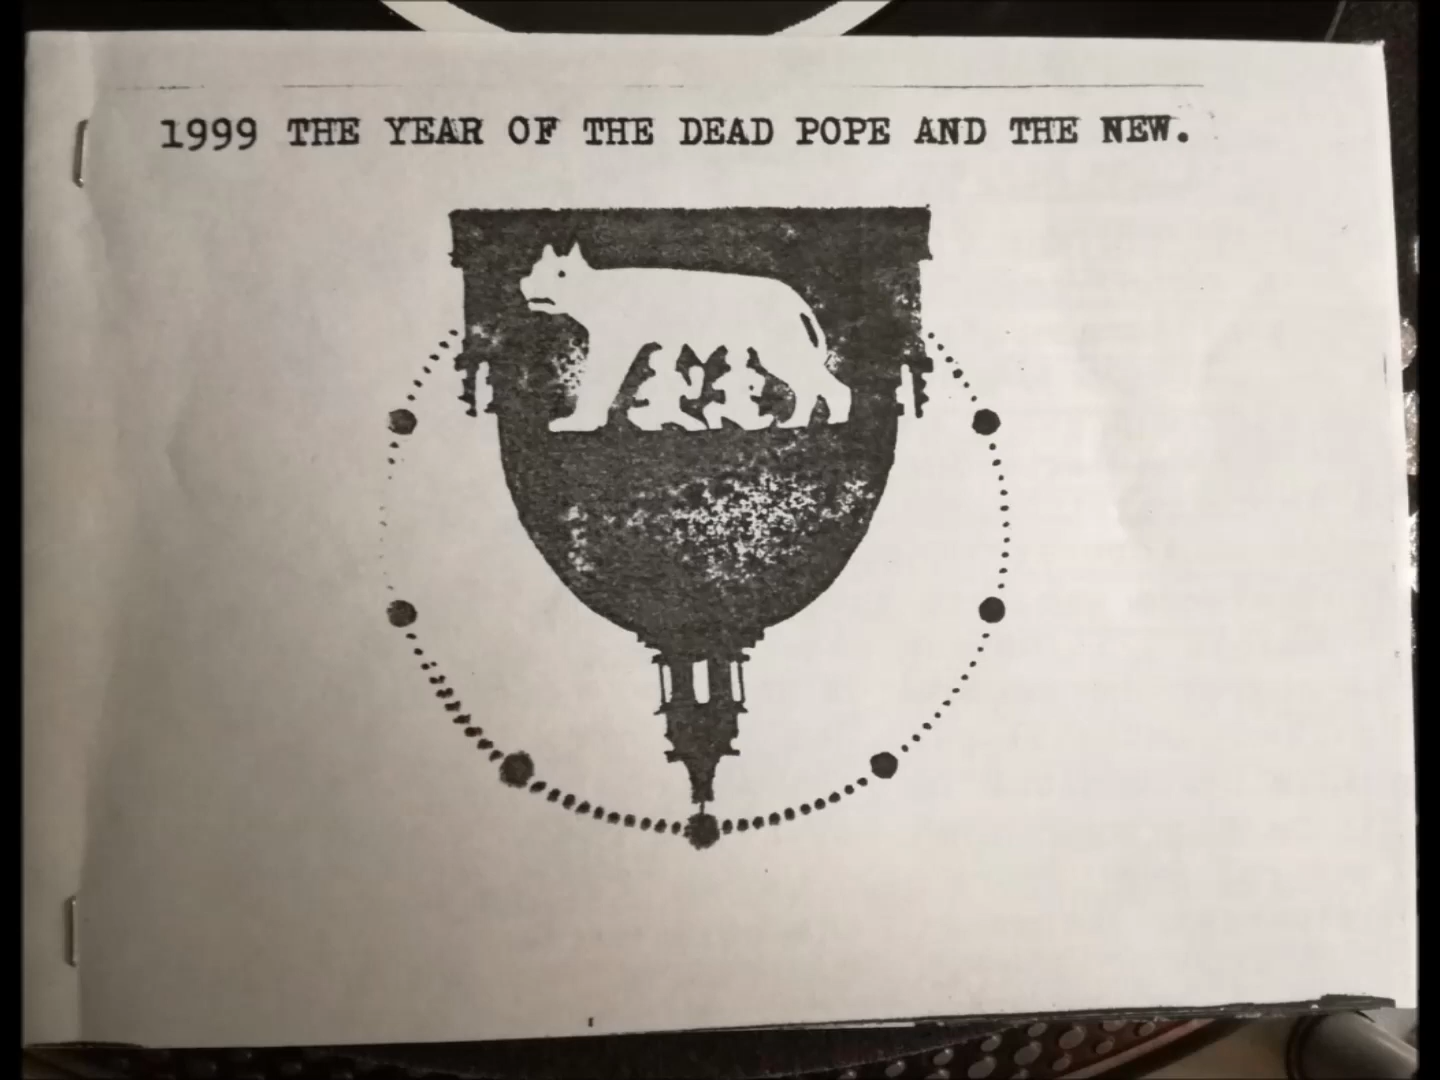 1999 THE YEAR OF THE DEAD POPE AND THE NEW.